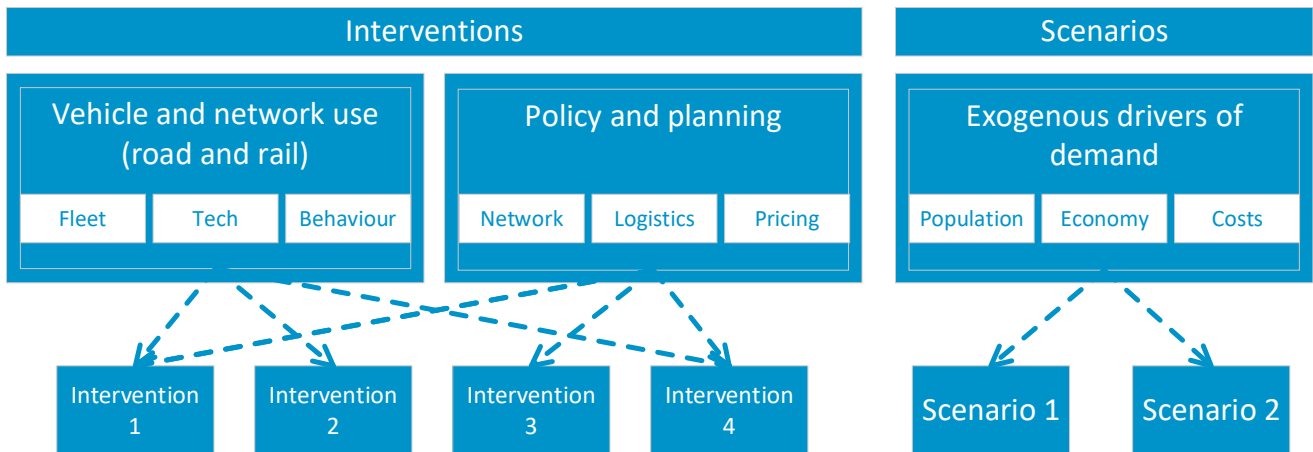 Interventions
Scenarios
Vehicle and network use
(road and rail)
Fleet
Tech
Behaviour
Policy and planning
Network
Logistics
Pricing
Exogenous drivers of
demand
Population
Economy
Costs
Intervention
1
Intervention
2
Intervention
3
Intervention
4
Scenario 1
Scenario 2